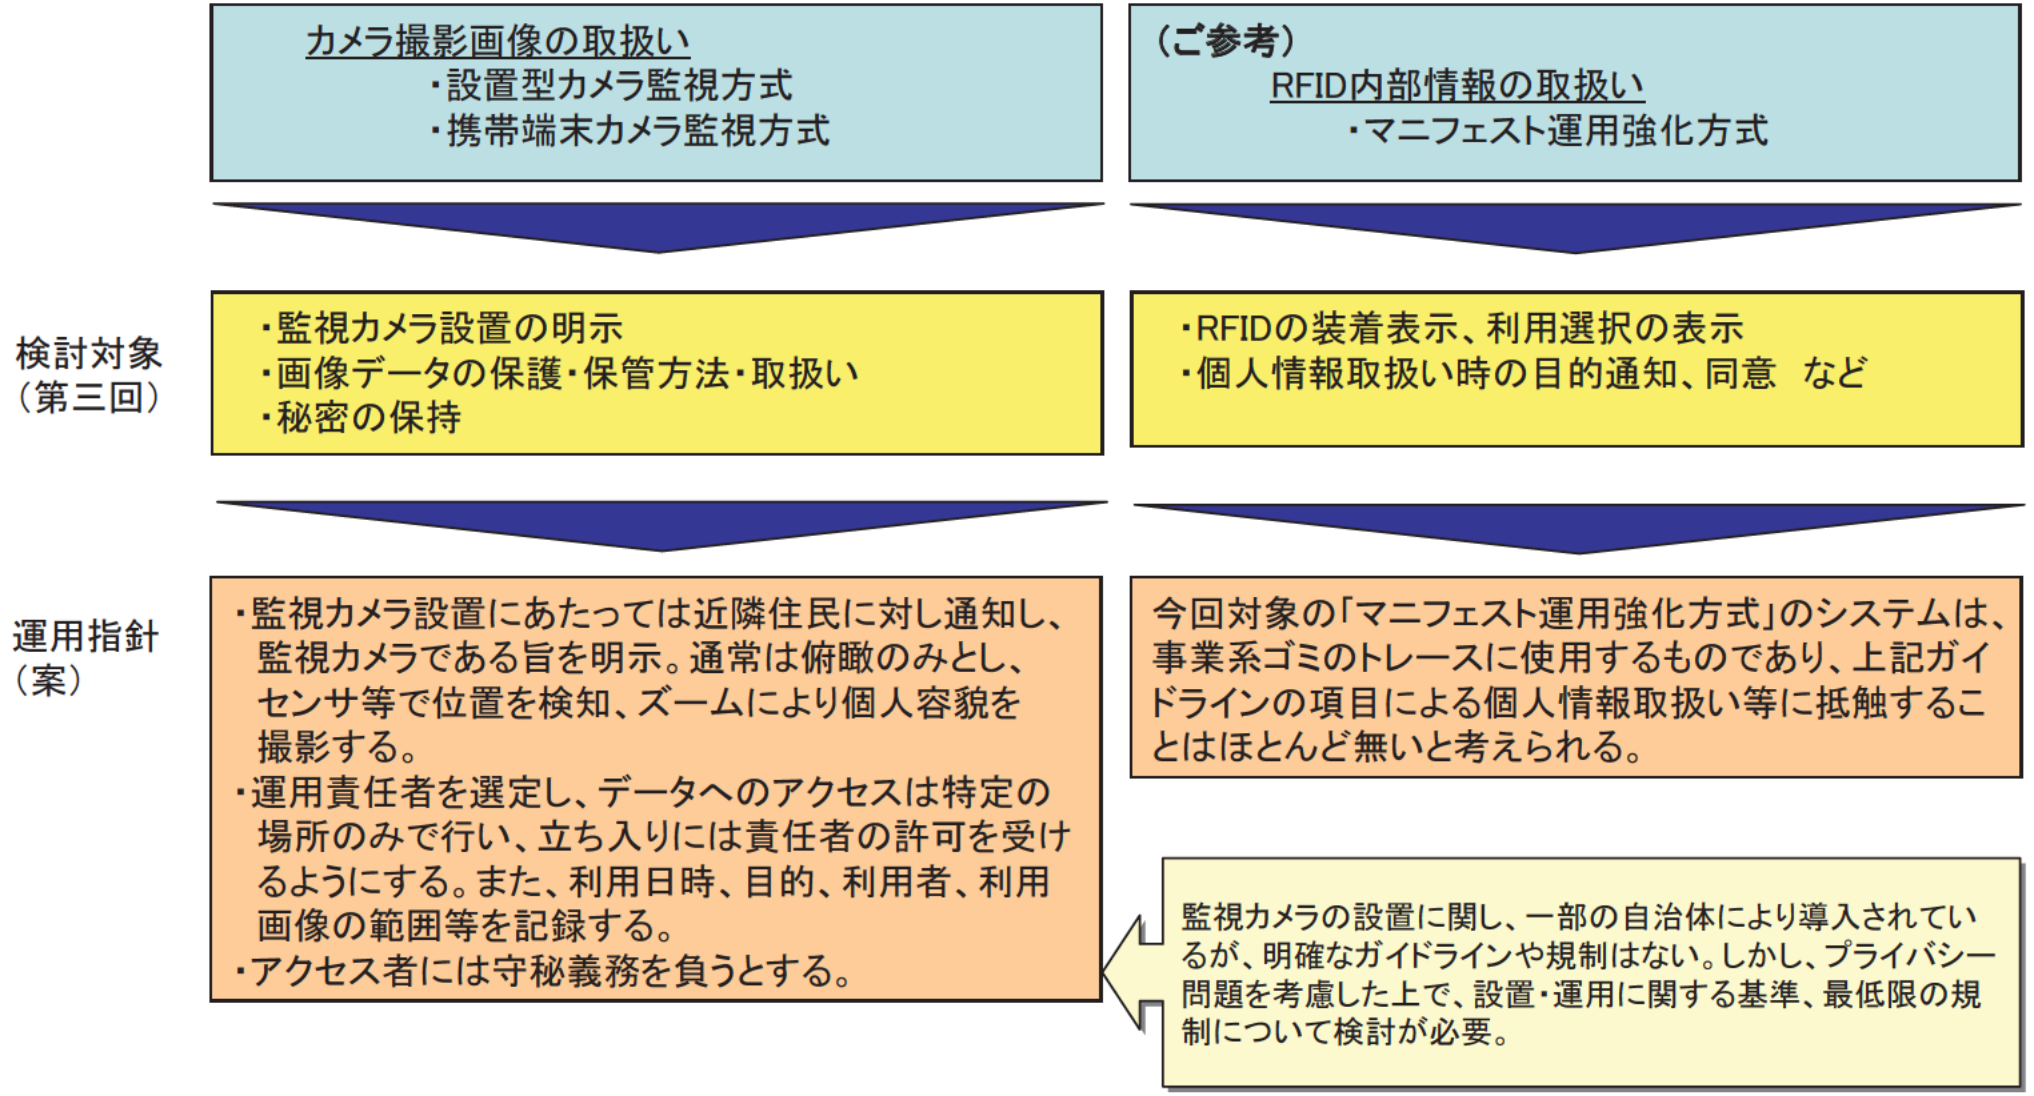 カメラ撮影画像の取扱い
・設置型カメラ監視方式
・携帯端末カメラ監視方式
（ご参考）
RFID内部情報の取扱い
・マニフェスト運用強化方式
検討対象
（第三回）
・監視カメラ設置の明示
・画像データの保護・保管方法・取扱い
・秘密の保持
・RFIDの装着表示、利用選択の表示
・個人情報取扱い時の目的通知、同意　など
運用指針
（案）
・監視カメラ設置にあたっては近隣住民に対し通知し、
監視カメラである旨を明示。通常は俯瞰のみとし、
センサ等で位置を検知、ズームにより個人容貌を
撮影する。
・運用責任者を選定し、データへのアクセスは特定の
場所のみで行い、立ち入りには責任者の許可を受け
るようにする。また、利用日時、目的、利用者、利用
画像の範囲等を記録する。
・アクセス者には守秘義務を負うとする。
今回対象の「マニフェスト運用強化方式」のシステムは、
事業系ゴミのトレースに使用するものであり、上記ガイ
ドラインの項目による個人情報取扱い等に抵触するこ
とはほとんど無いと考えられる。
監視カメラの設置に関し、一部の自治体により導入されてい
るが、明確なガイドラインや規制はない。しかし、プライバシー
問題を考慮した上で、設置・運用に関する基準、最低限の規
制について検討が必要。